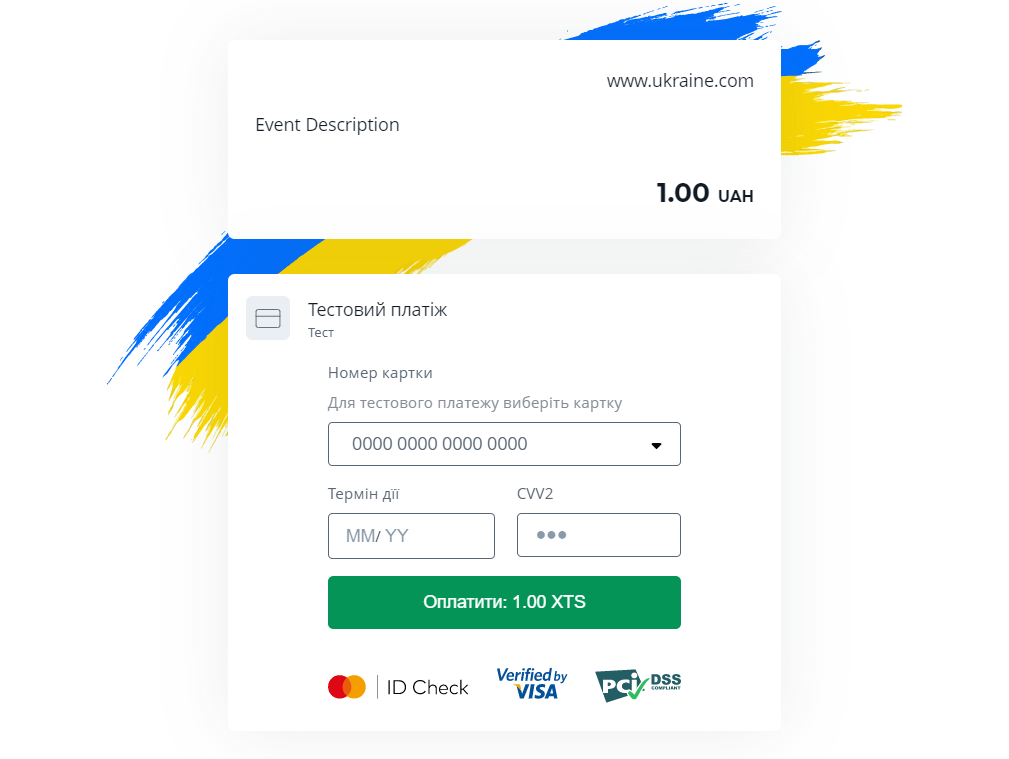 www.ukraine.com
Event Description
1.00 UAH
Тестовий платіж
Тест
Номер картки
Для тестового платежу виберіть картку
0000 0000 0000 0000
Термін дії CVV2
MM/ YY •••
Оплатити: 1.00 XTS
ID Check Verified by VISA PCI DSS COMPLIANT